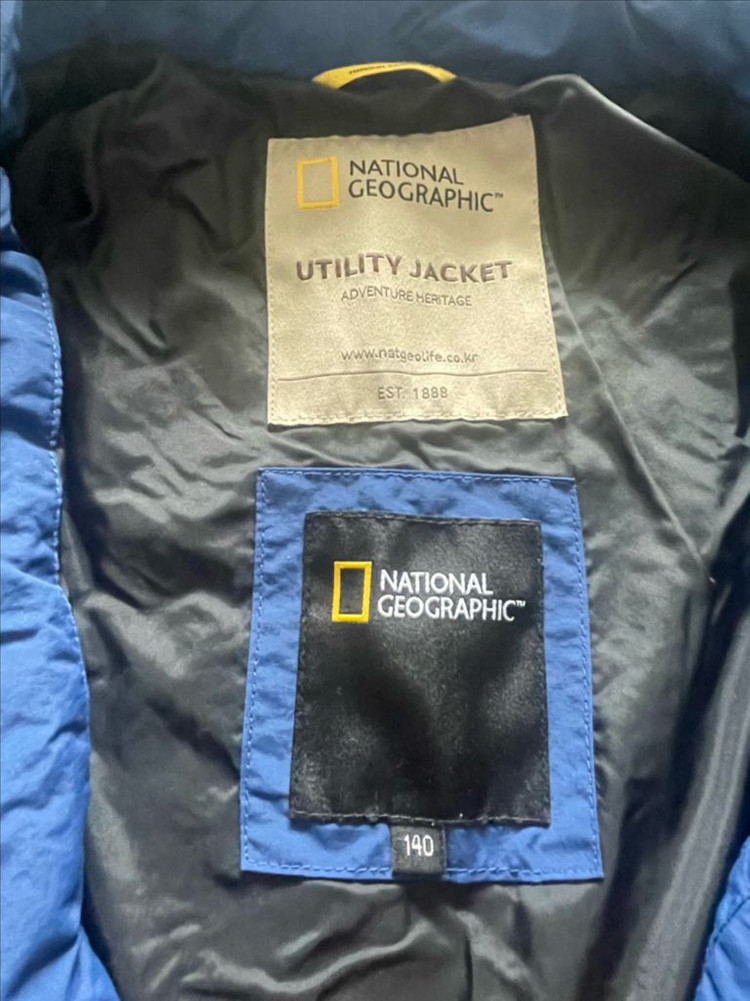 NATIONAL
GEOGRAPHIC™
UTILITY JACKET
ADVENTURE HERITAGE
www.natgeolife.co.kr
EST. 1888
NATIONAL
GEOGRAPHIC™
140